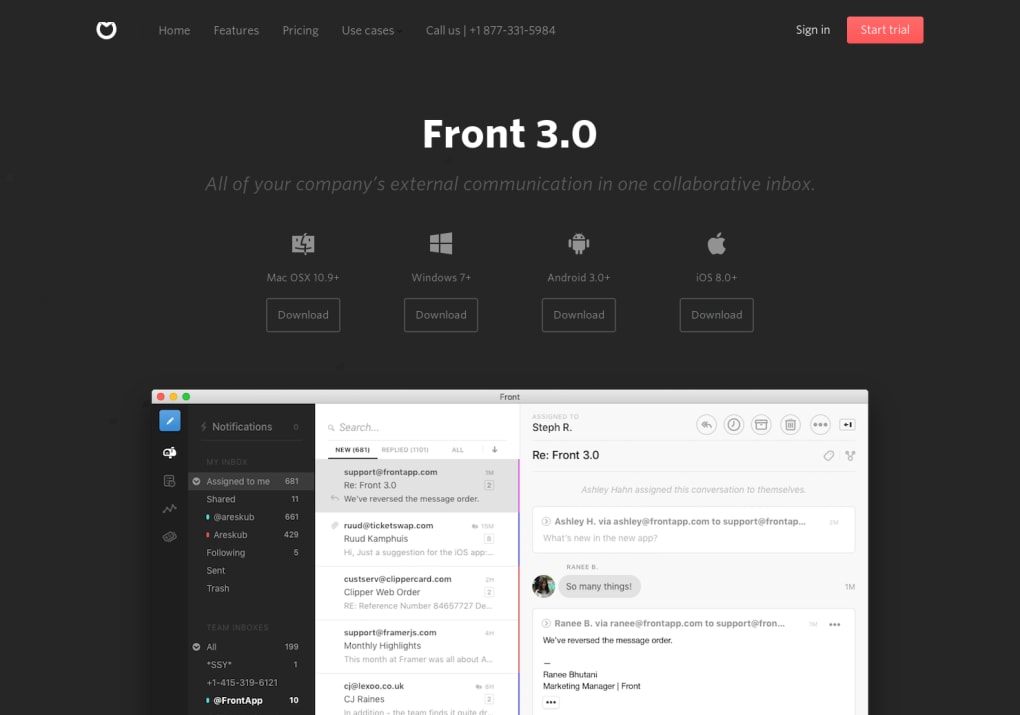 Home Features Pricing Use cases Call us | +1 877-331-5984 Sign in Start trial
Front 3.0
All of your company's external communication in one collaborative inbox.
Mac OSX 10.9+ Windows 7+ Android 3.0+ iOS 8.0+
Download Download Download Download
Front
Notifications 0
MY INBOX
Assigned to me 681
Shared 11
@areskub 661
Areskub 429
Following 5
Sent
Trash
TEAM INBOXES
All 199
*SSY* 1
+1-415-319-6121
@FrontApp 10
Search...
NEW (681) REPLIED (1101) ALL
support@frontapp.com 1M
Re: Front 3.0 2
We've reversed the message order.
ruud@ticketswap.com 15M
Ruud Kamphuis 8
Hi, Just a suggestion for the iOS app:...
custserv@clippercard.com 2H
Clipper Web Order 2
RE: Reference Number 84657727 De...
support@framerjs.com 4H
Monthly Highlights
This month at Framer was all about A...
cj@lexoo.co.uk 8H
CJ Raines 2
In addition – the team finds it quite dr...
ASSIGNED TO
Steph R.
Re: Front 3.0
Ashley Hahn assigned this conversation to themselves.
Ashley H. via ashley@frontapp.com to support@frontap... 2M
What's new in the new app?
RANEE B.
So many things! 1M
Ranee B. via ranee@frontapp.com to support@fron... 1M
We've reversed the message order.
—
Ranee Bhutani
Marketing Manager | Front